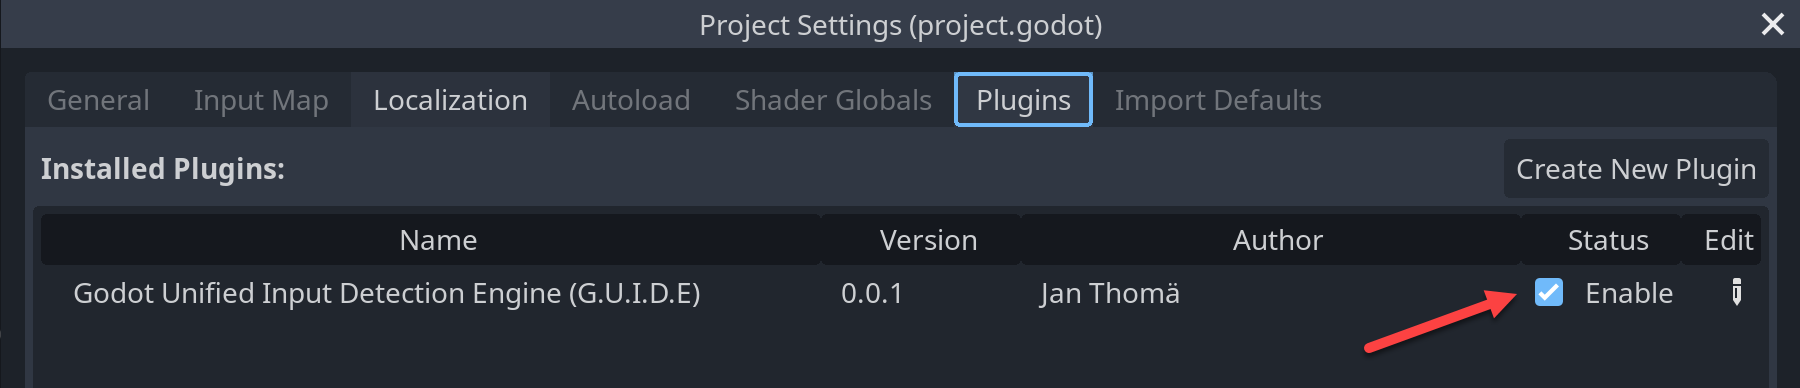 Project Settings (project.godot)
General Input Map Localization Autoload Shader Globals Plugins Import Defaults
Installed Plugins: Create New Plugin
Name Version Author Status Edit
Godot Unified Input Detection Engine (G.U.I.D.E) 0.0.1 Jan Thomä Enable